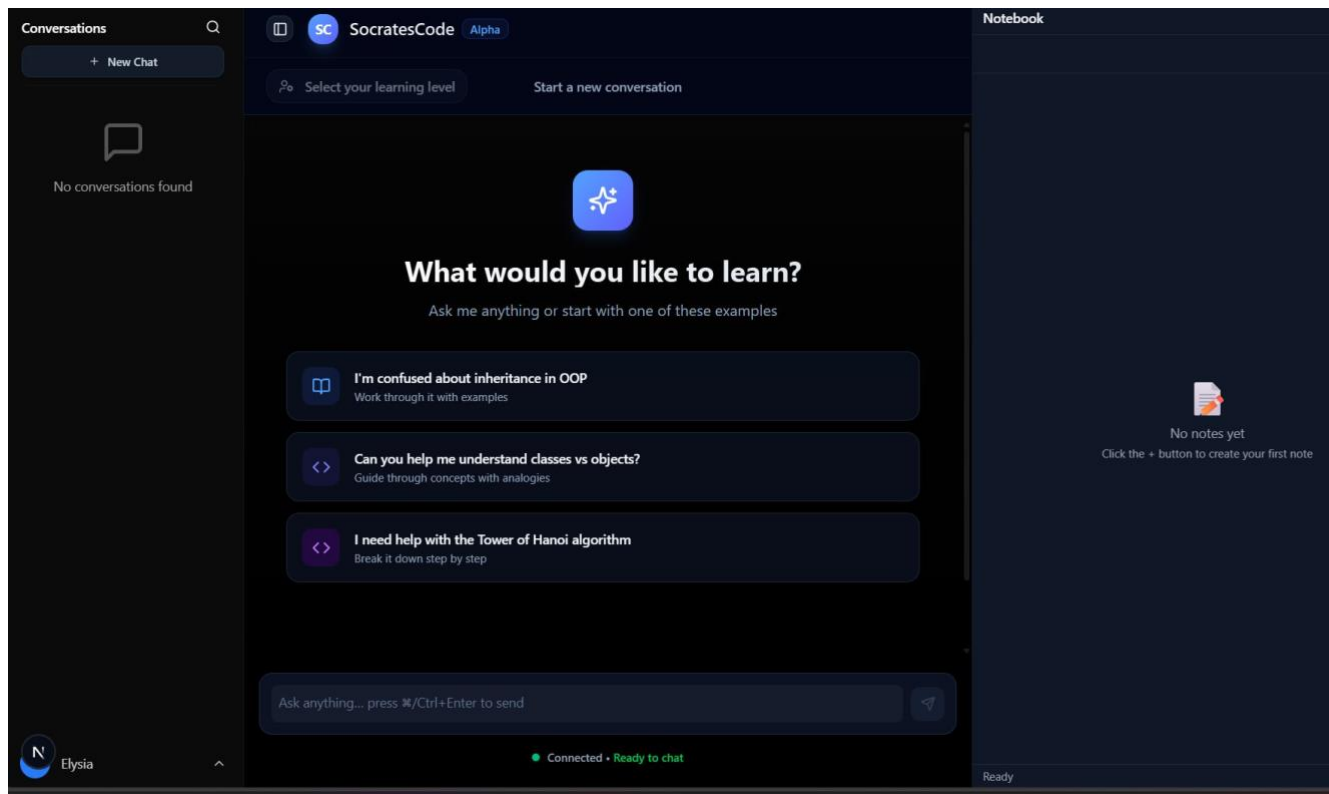 Conversations
+ New Chat
No conversations found
N
Elysia
SC SocratesCode Alpha
Select your learning level
Start a new conversation
What would you like to learn?
Ask me anything or start with one of these examples
I'm confused about inheritance in OOP
Work through it with examples
Can you help me understand classes vs objects?
Guide through concepts with analogies
I need help with the Tower of Hanoi algorithm
Break it down step by step
Ask anything... press ⌘/Ctrl+Enter to send
Connected • Ready to chat
Notebook
No notes yet
Click the + button to create your first note
Ready